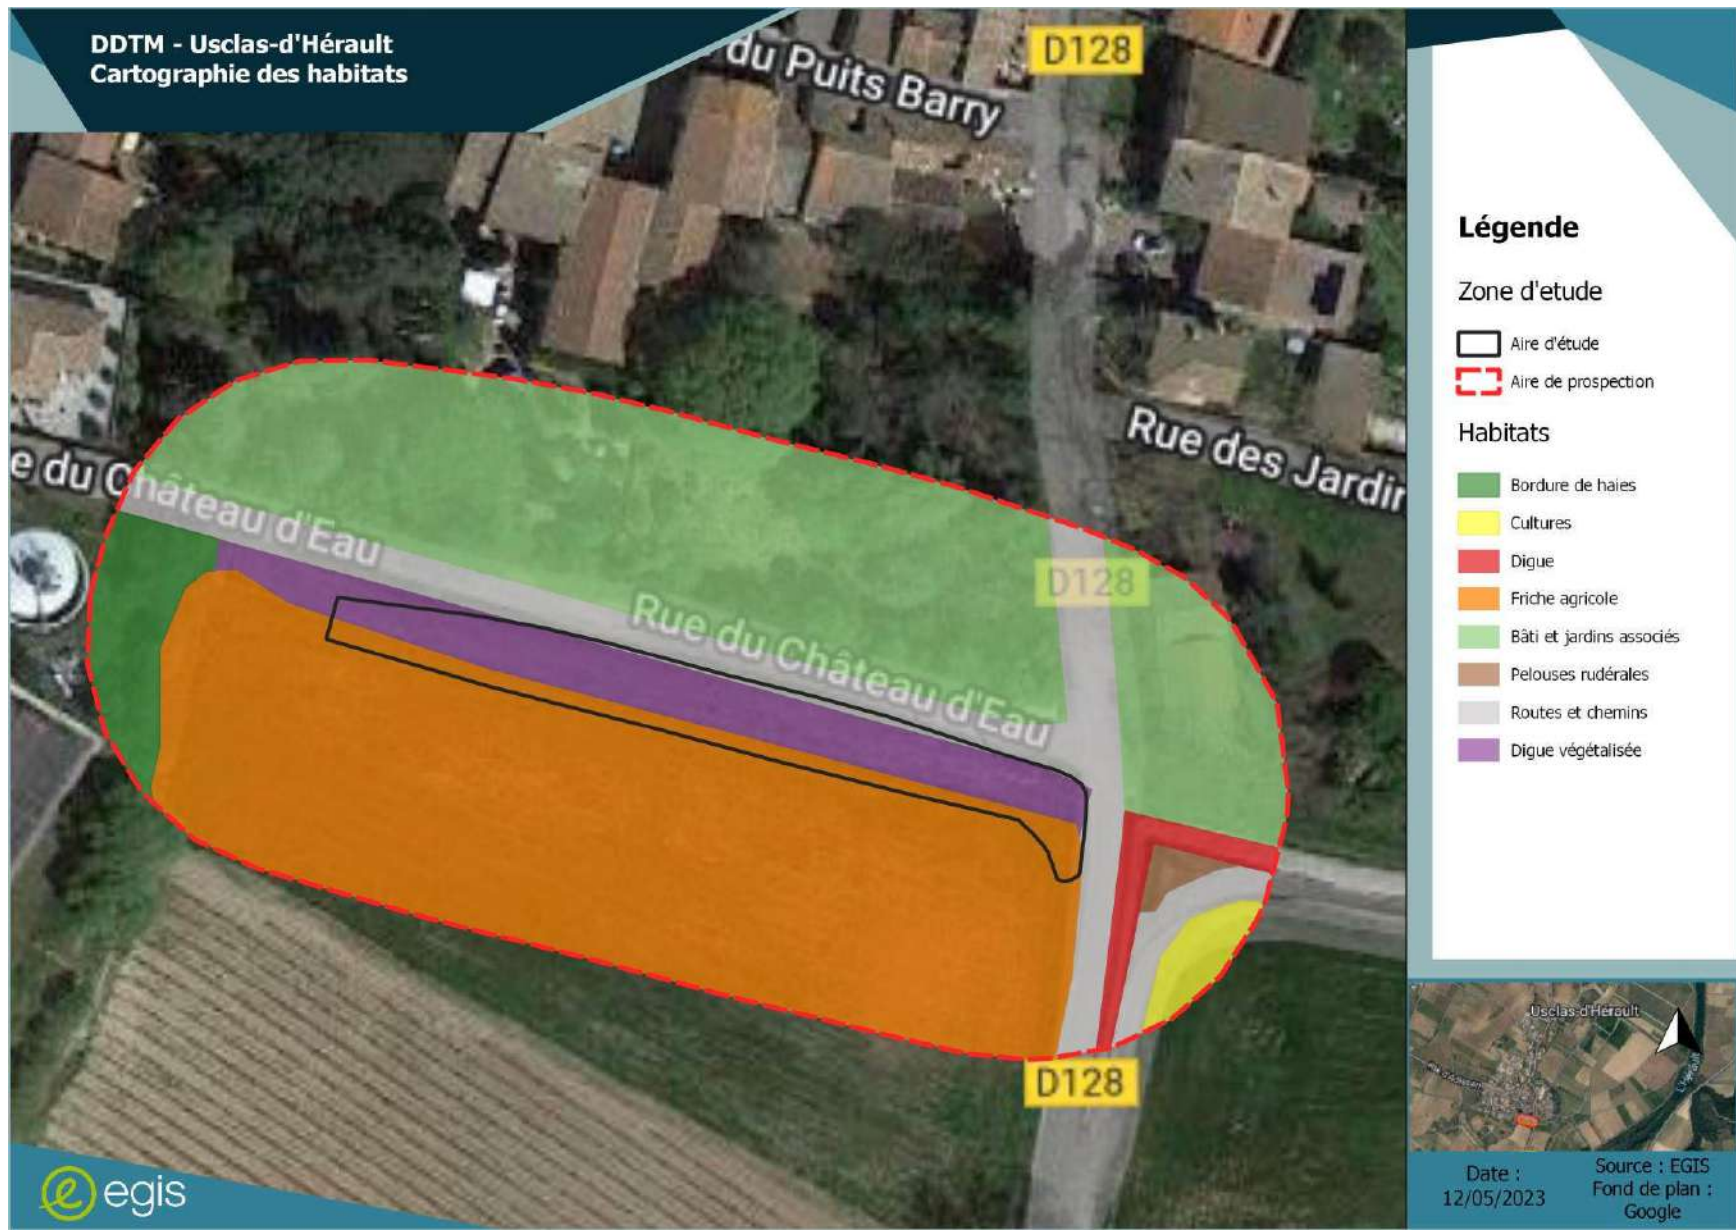 DDTM - Usclas-d'Hérault
Cartographie des habitats
du Puits Barry
D128
Rue des Jardin
e du Château d'Eau
D128
Rue du Château d'Eau
D128
egis
Légende
Zone d'etude
Aire d'étude
Aire de prospection
Habitats
Bordure de haies
Cultures
Digue
Friche agricole
Bâti et jardins associés
Pelouses rudérales
Routes et chemins
Digue végétalisée
Usclas-d'Hérault
L'Hérault
Date :
12/05/2023
Source : EGIS
Fond de plan :
Google